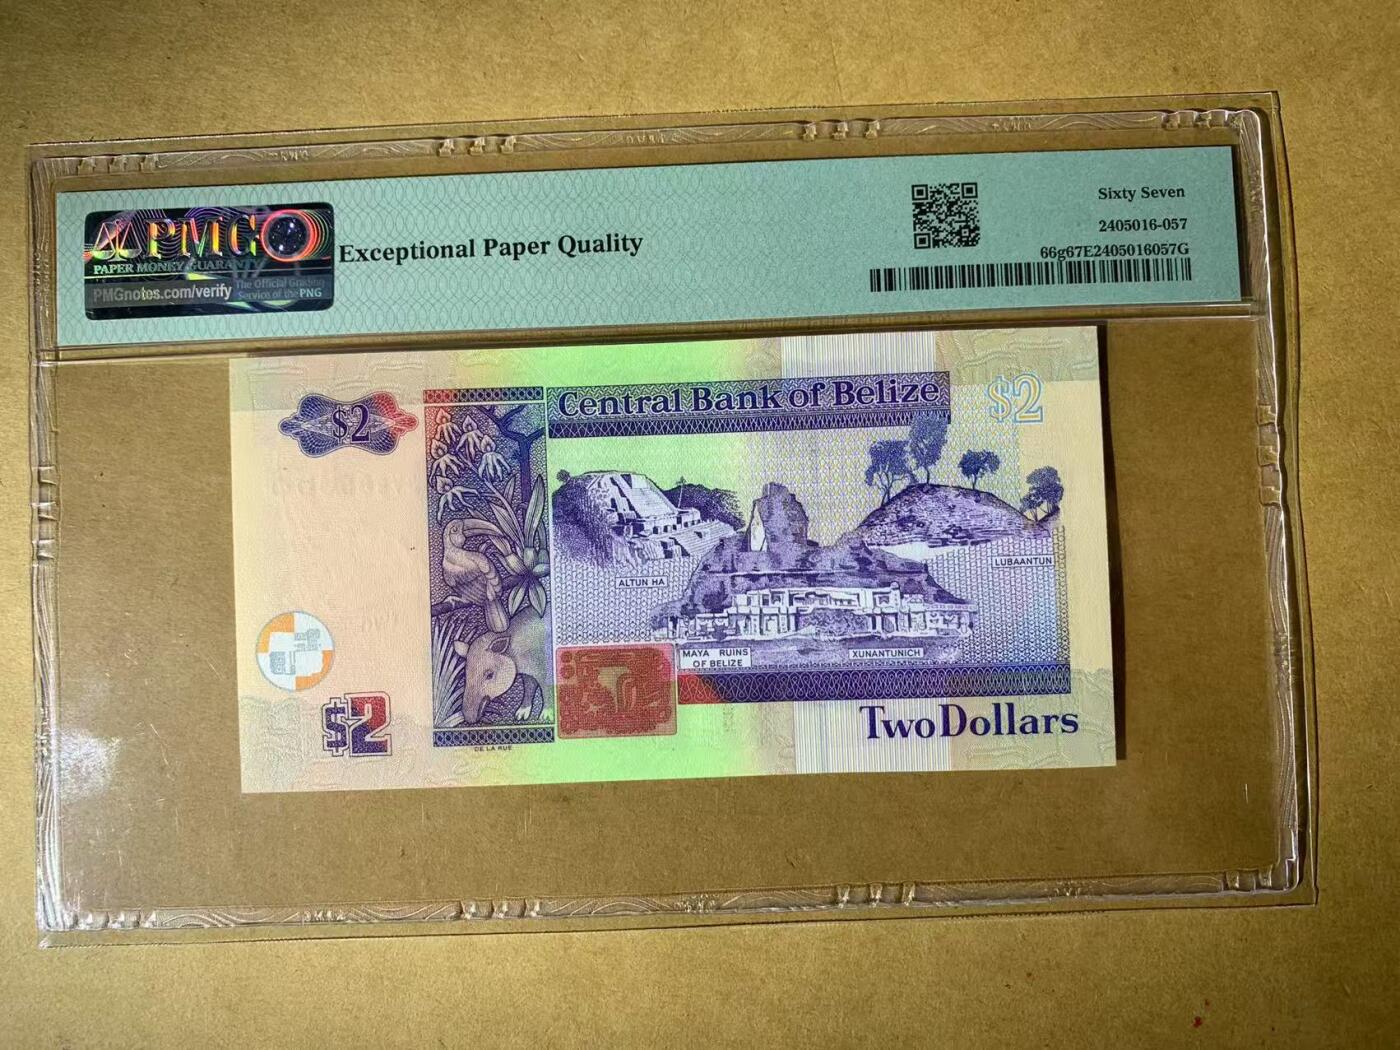 PMG
PAPER MONEY GUARANTY
PMGnotes.com/verify
The Official Grading
Service of the PNG
Exceptional Paper Quality
Sixty Seven
2405016-057
66g67E2405016057G
$2
Central Bank of Belize
$2
ALTUN HA
LUBAANTUN
MAYA RUINS
OF BELIZE
XUNANTUNICH
$2
Two Dollars
DE LA RUE